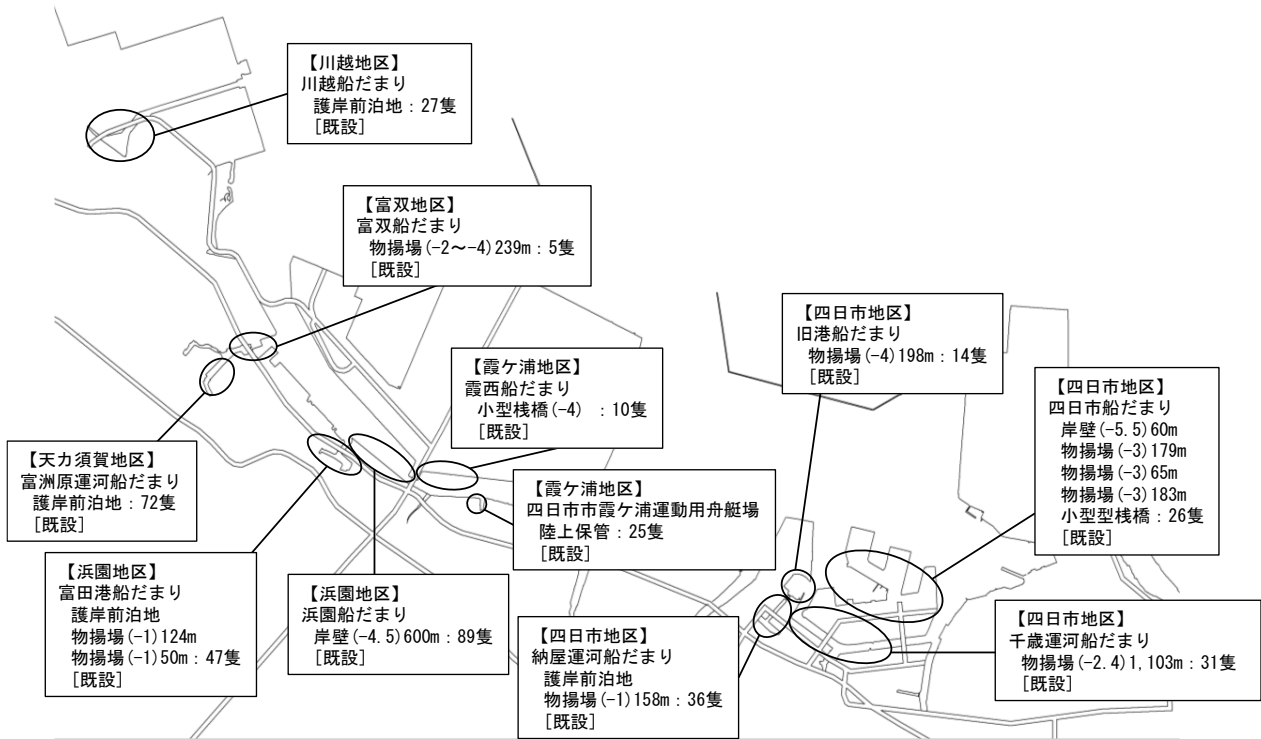 【川越地区】
川越船だまり
護岸前泊地：27隻
[既設]
【富双地区】
富双船だまり
物揚場(-2～-4)239m：5隻
[既設]
【四日市地区】
旧港船だまり
物揚場(-4)198m：14隻
[既設]
【霞ケ浦地区】
霞西船だまり
小型桟橋(-4)　：10隻
[既設]
【四日市地区】
四日市船だまり
岸壁(-5.5)60m
物揚場(-3)179m
物揚場(-3)65m
物揚場(-3)183m
小型型桟橋：26隻
[既設]
【天カ須賀地区】
富洲原運河船だまり
護岸前泊地：72隻
[既設]
【霞ケ浦地区】
四日市市霞ケ浦運動用舟艇場
陸上保管：25隻
[既設]
【浜園地区】
富田港船だまり
護岸前泊地
物揚場(-1)124m
物揚場(-1)50m：47隻
[既設]
【浜園地区】
浜園船だまり
岸壁(-4.5)600m：89隻
[既設]
【四日市地区】
納屋運河船だまり
護岸前泊地
物揚場(-1)158m：36隻
[既設]
【四日市地区】
千歳運河船だまり
物揚場(-2.4)1,103m：31隻
[既設]